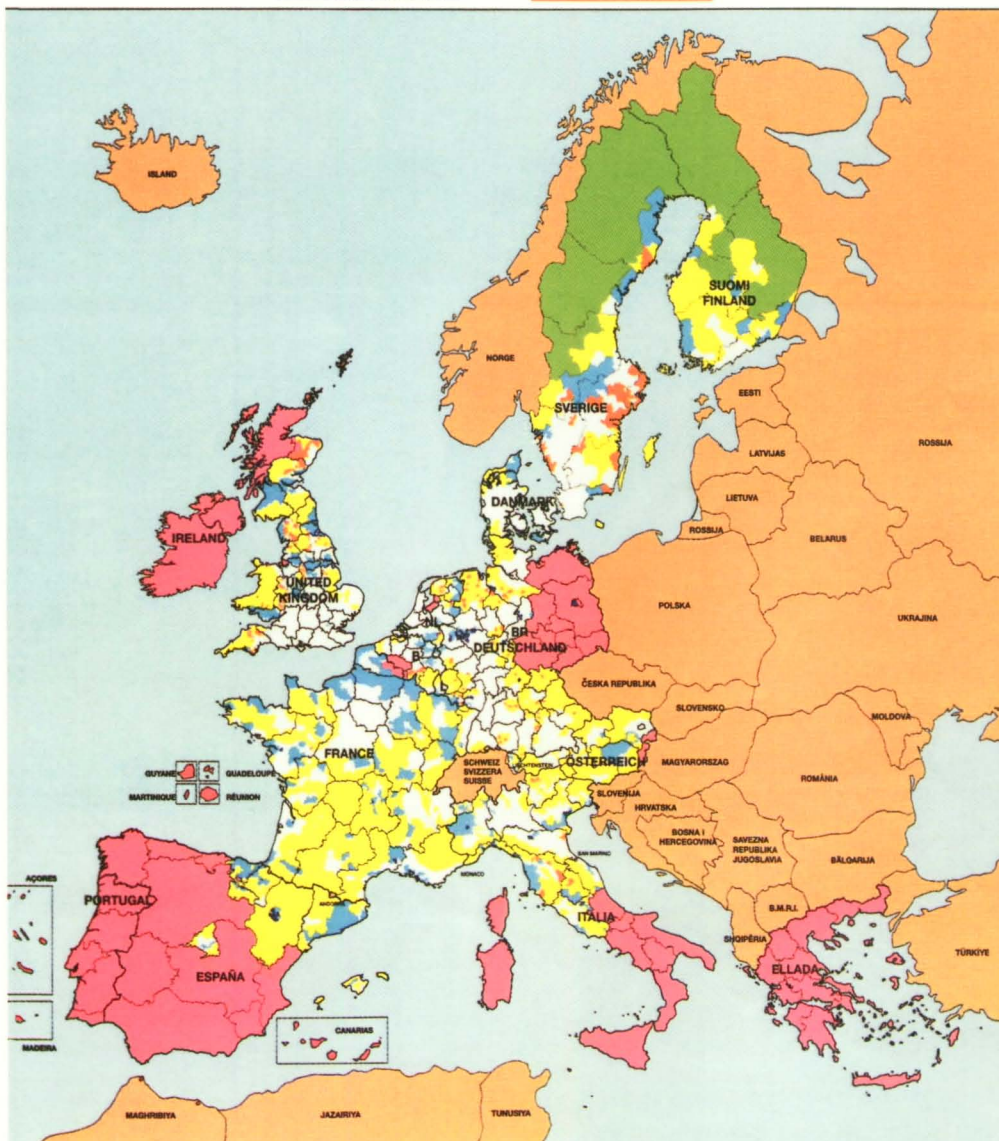 ISLAND
SUOMI
FINLAND
NORGE
SVERIGE
EESTI
ROSSIJA
LATVIJAS
DANMARK
LIETUVA
ROSSIJA
IRELAND
BELARUS
UNITED
KINGDOM
POLSKA
NL
BR
DEUTSCHLAND
UKRAJINA
B
ČESKA REPUBLIKA
SLOVENSKO
MOLDOVA
FRANCE
SCHWEIZ
SVIZZERA
SUISSE
ÖSTERREICH
MAGYARORSZAG
GUYANE
GUADELOUPE
ROMÂNIA
MARTINIQUE
RÉUNION
SLOVENIJA
HRVATSKA
BOSNA I
HERCEGOVINA
SAVEZNA
REPUBLIKA
JUGOSLAVIA
SAN MARINO
BĂLGARIJA
MONACO
AÇORES
PORTUGAL
ITÁLIA
B.M.R.I.
SHQIPËRIA
TÜRKIYE
ESPAÑA
ELLADA
MADEIRA
CANARIAS
MAGHRIBIYA
JAZAIRIYA
TUNUSIYA